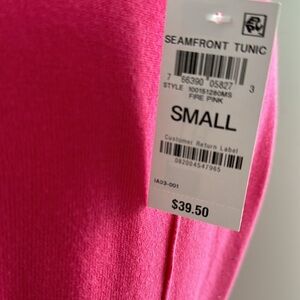 SEAMFRONT TUNIC
7 66390 05827 3
STYLE 100151280MS
FIRE PINK
SMALL
Customer Return Label
092004547965
IA03-001
$39.50